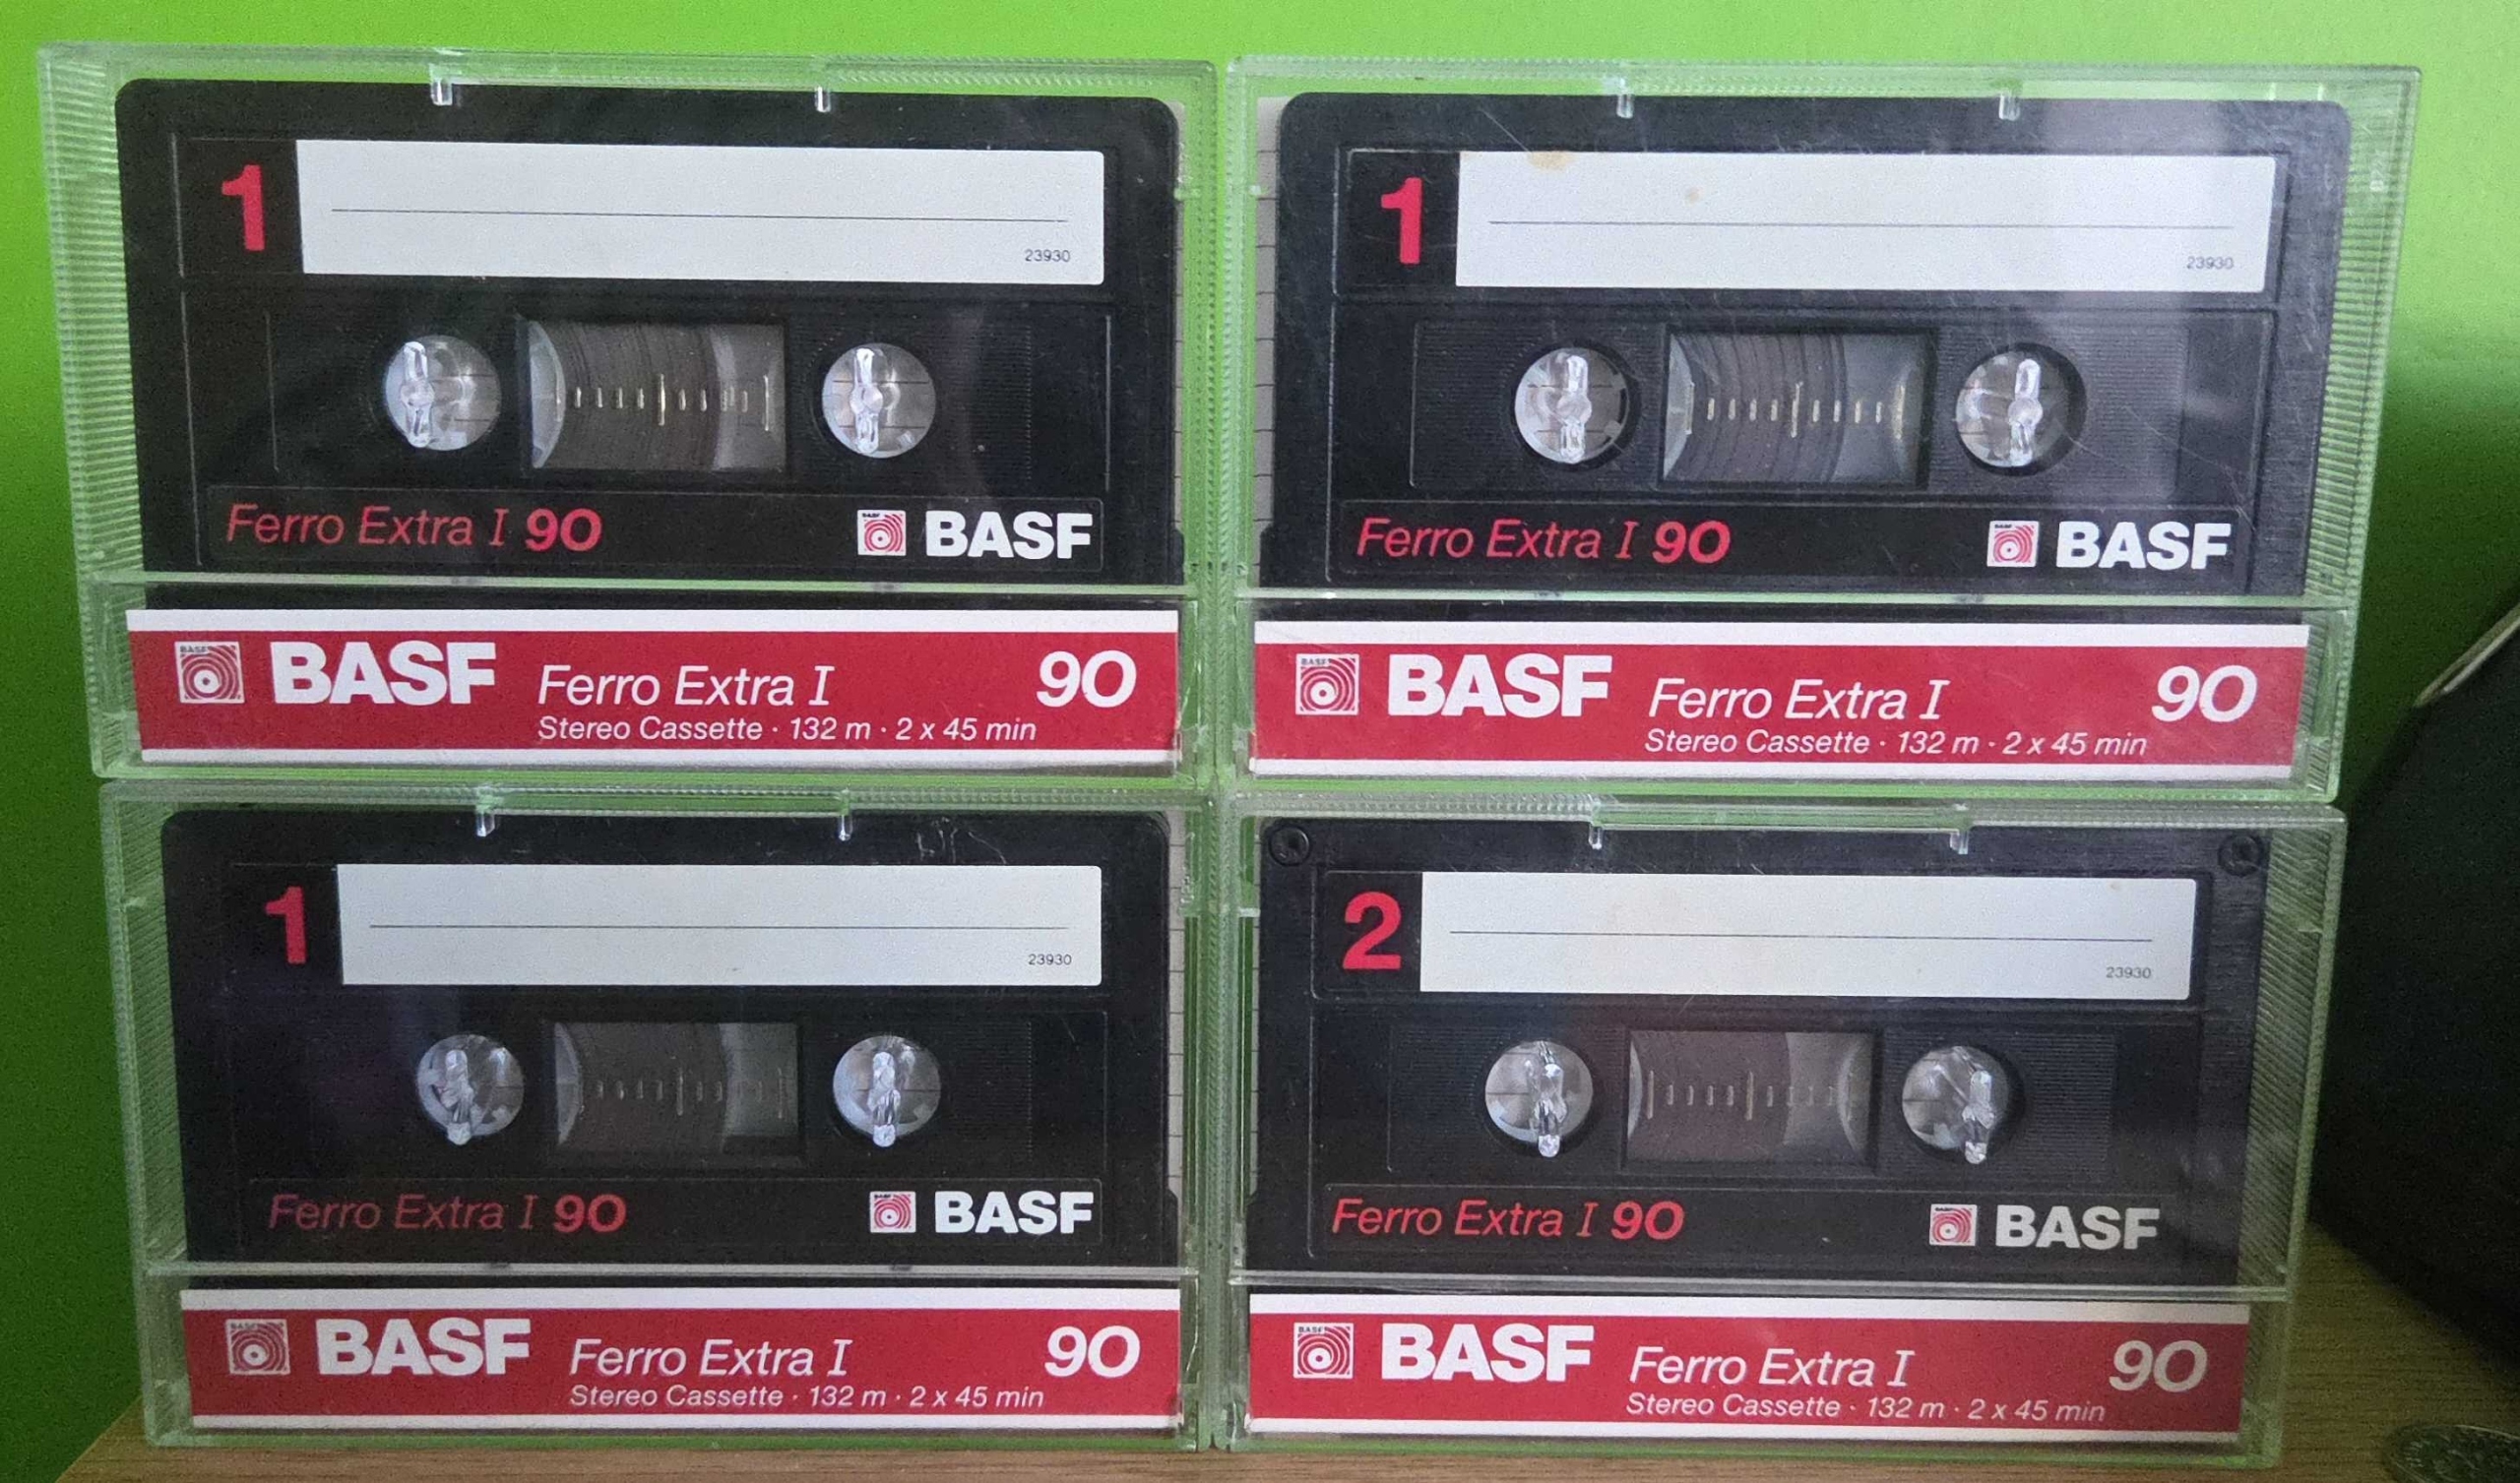 1
23930
Ferro Extra I 90
BASF
BASF Ferro Extra I 90
Stereo Cassette · 132 m · 2 x 45 min
1
23930
Ferro Extra I 90
BASF
BASF Ferro Extra I 90
Stereo Cassette · 132 m · 2 x 45 min
1
23930
Ferro Extra I 90
BASF
BASF Ferro Extra I 90
Stereo Cassette · 132 m · 2 x 45 min
2
23930
Ferro Extra I 90
BASF
BASF Ferro Extra I 90
Stereo Cassette · 132 m · 2 x 45 min